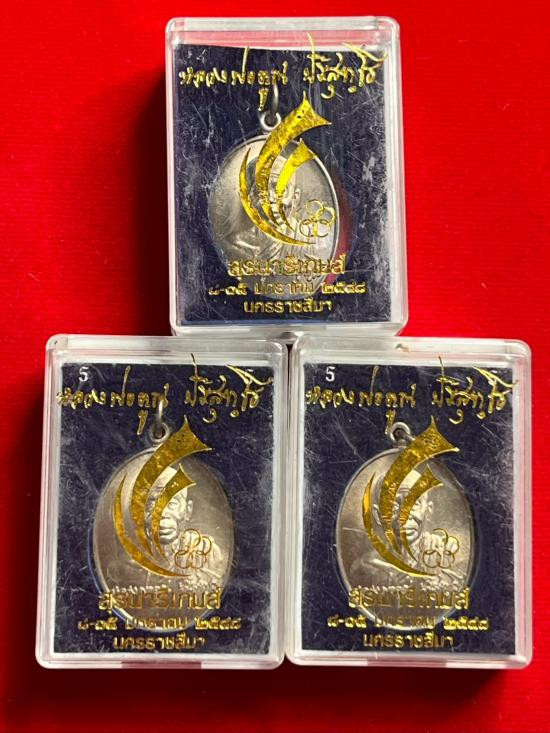 หลวงพ่อคูณ ปริสุทฺโธ
สุรนารีเกมส์
๘-๑๕ มกราคม ๒๕๔๘
นครราชสีมา
ร
หลวงพ่อคูณ ปริสุทฺโธ
สุรนารีเกมส์
๘-๑๕ มกราคม ๒๕๔๘
นครราชสีมา
ร
หลวงพ่อคูณ ปริสุทฺโธ
สุรนารีเกมส์
๘-๑๕ มกราคม ๒๕๔๘
นครราชสีมา